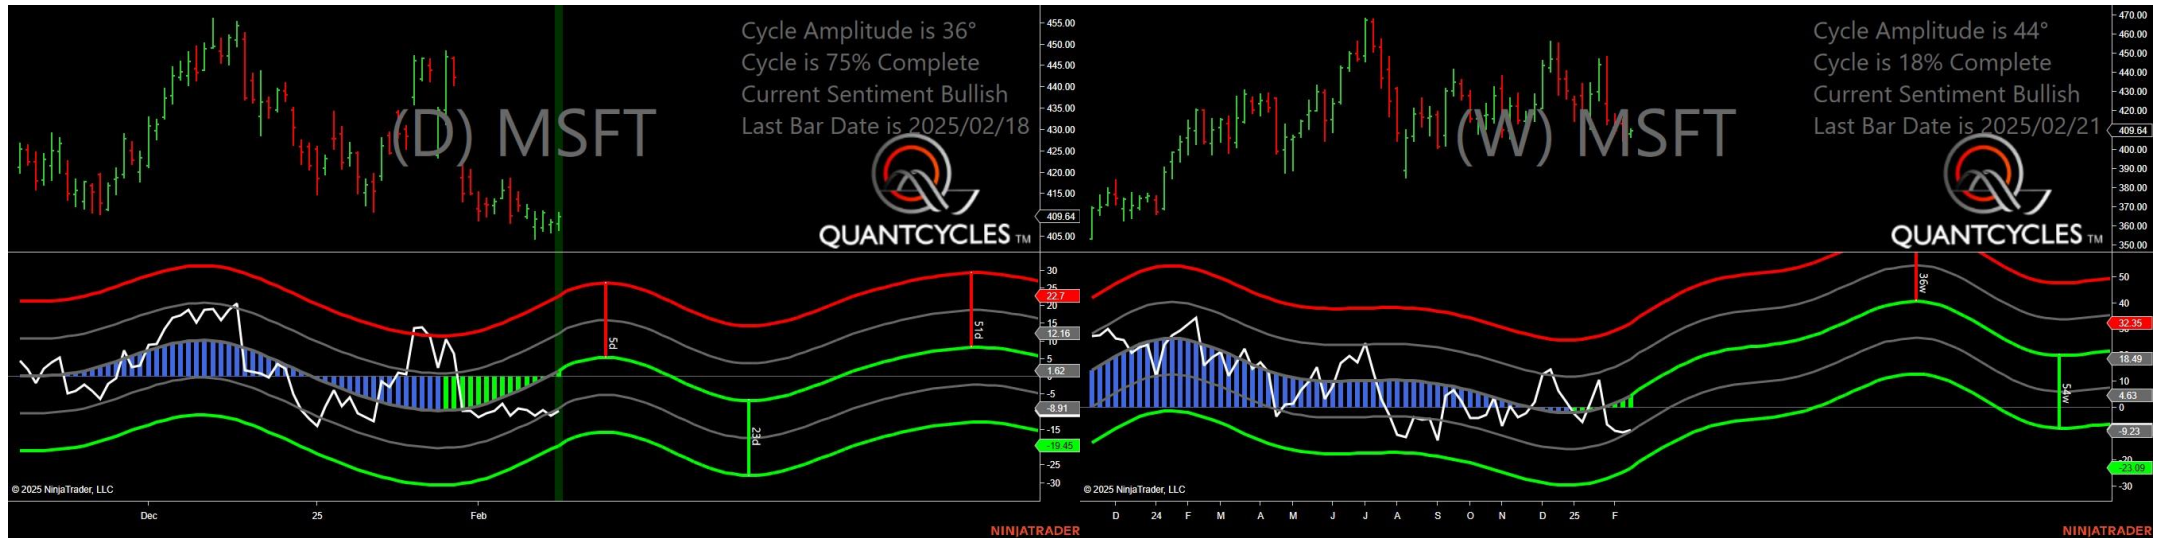 Cycle Amplitude is 36°
Cycle is 75% Complete
Current Sentiment Bullish
Last Bar Date is 2025/02/18
(D) MSFT
QUANTCYCLES TM
455.00
450.00
445.00
440.00
435.00
430.00
425.00
420.00
415.00
409.64
405.00
30
25
22.7
20
15
12.16
10
5
1.62
-5
-8.91
-15
-19.45
-25
-30
5d
23d
51d
© 2025 NinjaTrader, LLC
Dec
25
Feb
NINJATRADER
Cycle Amplitude is 44°
Cycle is 18% Complete
Current Sentiment Bullish
Last Bar Date is 2025/02/21
(W) MSFT
QUANTCYCLES TM
470.00
460.00
450.00
440.00
430.00
420.00
409.64
400.00
390.00
380.00
370.00
360.00
350.00
50
40
32.35
18.49
10
4.63
0
-9.23
-20
-23.09
-30
36w
54w
© 2025 NinjaTrader, LLC
D
24
F
M
A
M
J
J
A
S
O
N
D
25
F
NINJATRADER